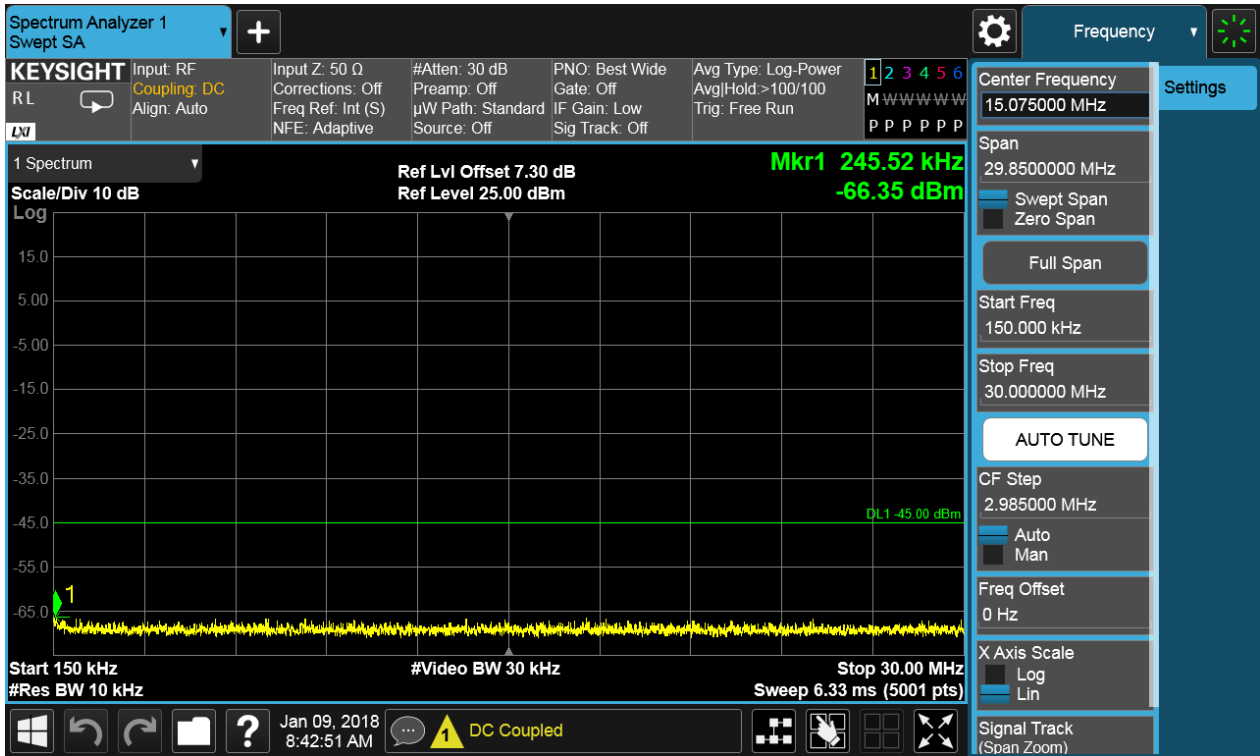 Spectrum Analyzer 1
Swept SA
+
Frequency
KEYSIGHT
RL
LXI
Input: RF
Coupling: DC
Align: Auto
Input Z: 50 Ω
Corrections: Off
Freq Ref: Int (S)
NFE: Adaptive
#Atten: 30 dB
Preamp: Off
µW Path: Standard
Source: Off
PNO: Best Wide
Gate: Off
IF Gain: Low
Sig Track: Off
Avg Type: Log-Power
Avg|Hold:>100/100
Trig: Free Run
1 2 3 4 5 6
M W W W W W
P P P P P P
1 Spectrum
Scale/Div 10 dB
Log
Ref Lvl Offset 7.30 dB
Ref Level 25.00 dBm
Mkr1 245.52 kHz
-66.35 dBm
15.0
5.00
-5.00
-15.0
-25.0
-35.0
-45.0
DL1 -45.00 dBm
-55.0
1
-65.0
Start 150 kHz
#Video BW 30 kHz
Stop 30.00 MHz
#Res BW 10 kHz
Sweep 6.33 ms (5001 pts)
Center Frequency
15.075000 MHz
Settings
Span
29.8500000 MHz
Swept Span
Zero Span
Full Span
Start Freq
150.000 kHz
Stop Freq
30.000000 MHz
AUTO TUNE
CF Step
2.985000 MHz
Auto
Man
Freq Offset
0 Hz
X Axis Scale
Log
Lin
Signal Track
(Span Zoom)
?
Jan 09, 2018
8:42:51 AM
1
DC Coupled